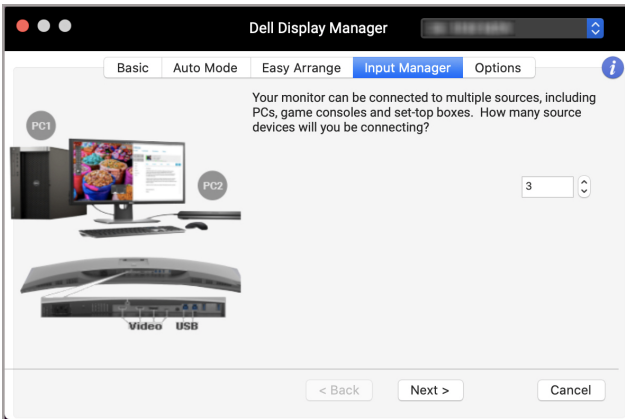 Dell Display Manager
Basic Auto Mode Easy Arrange Input Manager Options
i
Your monitor can be connected to multiple sources, including
PCs, game consoles and set-top boxes. How many source
devices will you be connecting?
PC1
PC2
3
Video USB
< Back Next > Cancel